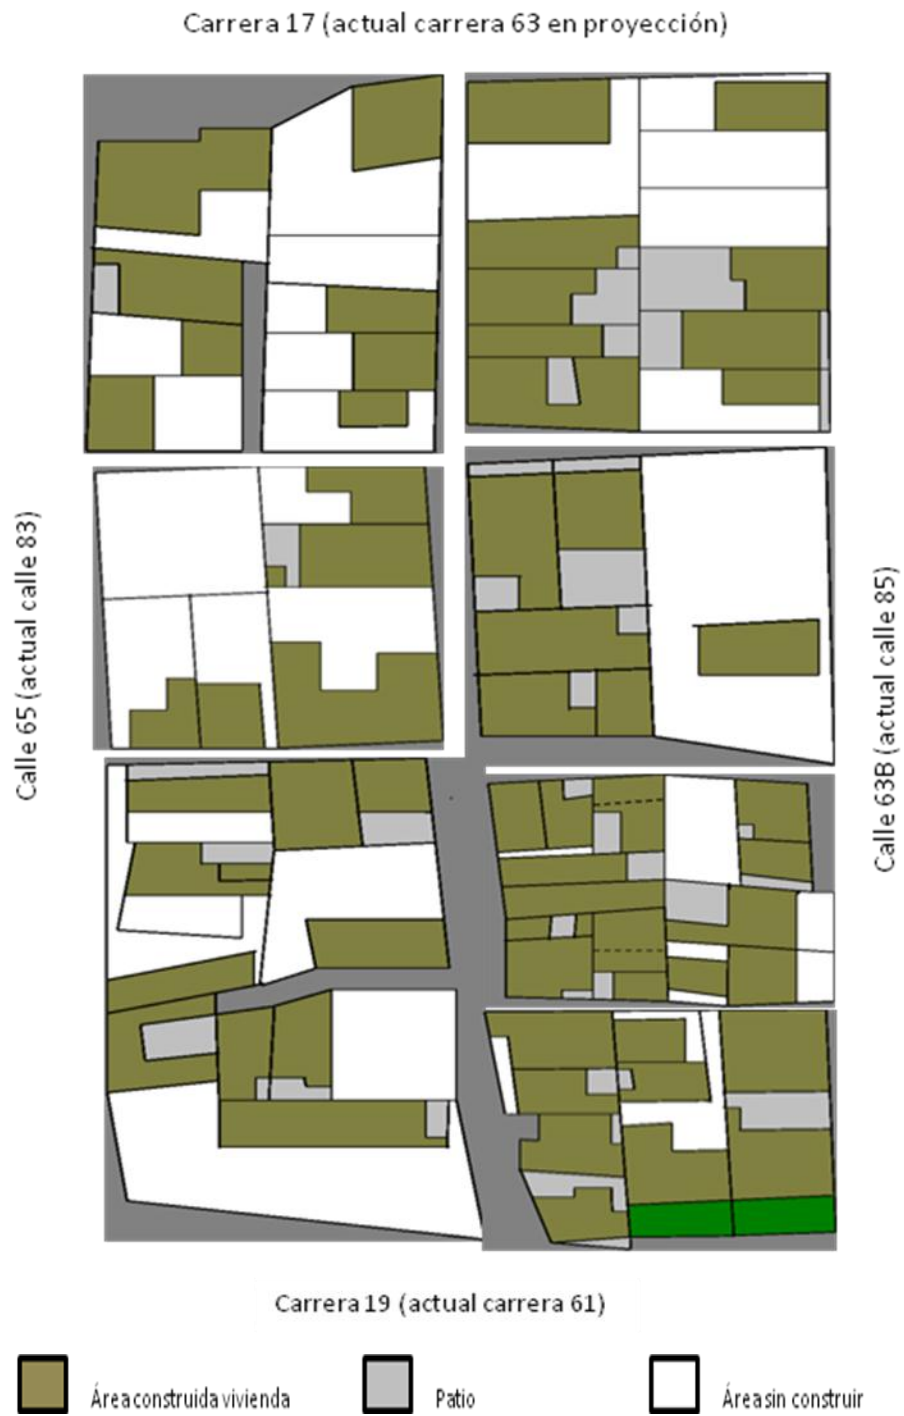 Carrera 17 (actual carrera 63 en proyección)
Calle 65 (actual calle 83)
Calle 63B (actual calle 85)
Carrera 19 (actual carrera 61)
Área construida vivienda
Patio
Área sin construir